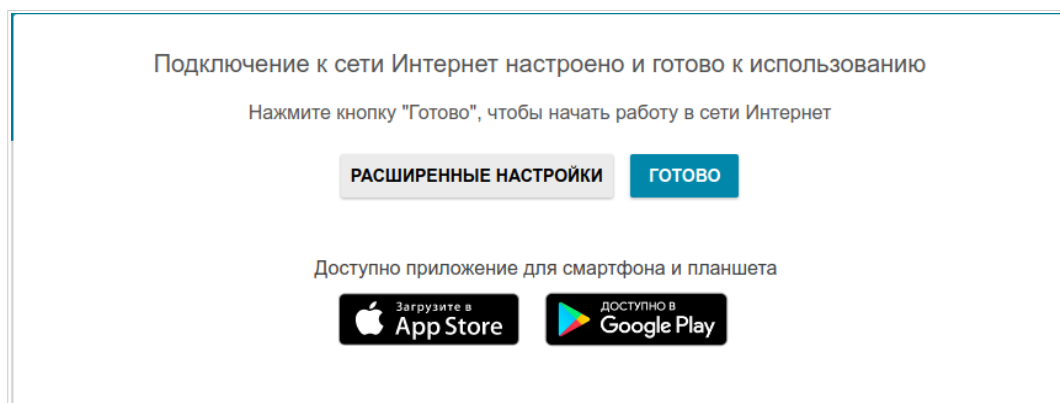 Подключение к сети Интернет настроено и готово к использованию
Нажмите кнопку "Готово", чтобы начать работу в сети Интернет
РАСШИРЕННЫЕ НАСТРОЙКИ
ГОТОВО
Доступно приложение для смартфона и планшета
Загрузите в
App Store
ДОСТУПНО В
Google Play